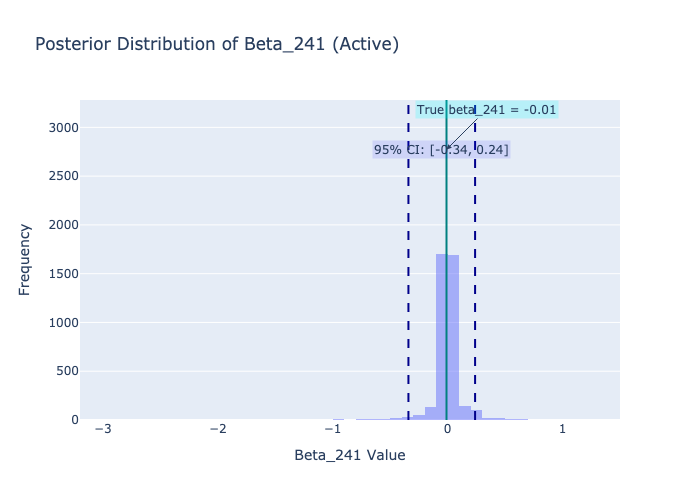 Posterior Distribution of Beta_241 (Active)
True beta_241 = -0.01
95% CI: [-0.34, 0.24]
3000
2500
2000
1500
1000
500
0
Frequency
−3 −2 −1 0 1
Beta_241 Value